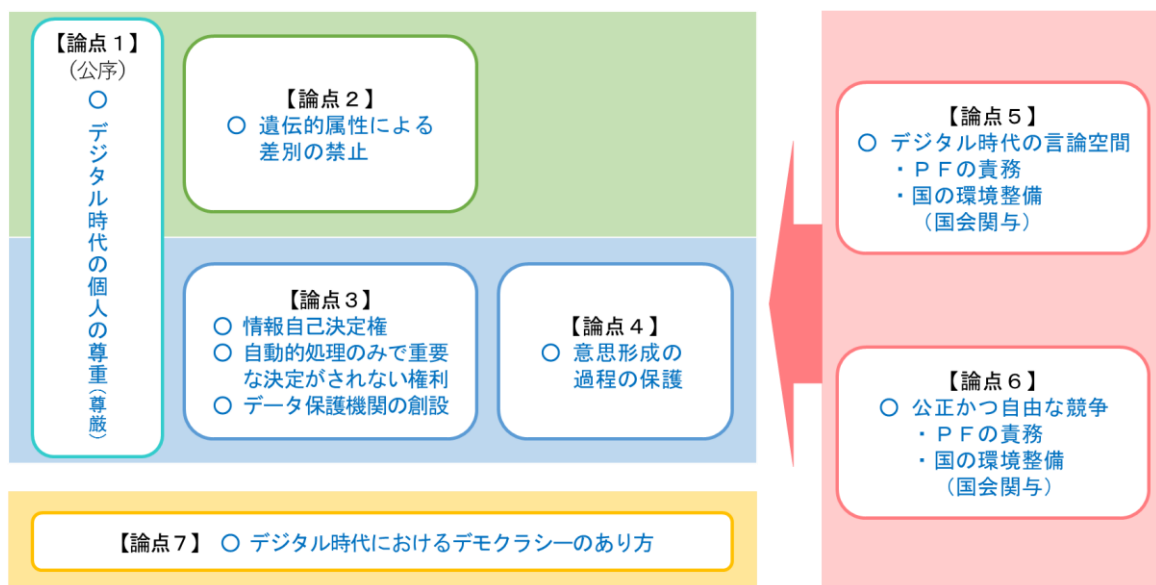 【論点１】
（公序）
○ デジタル時代の個人の尊重（尊厳）
【論点２】
○ 遺伝的属性による
差別の禁止
【論点３】
○ 情報自己決定権
○ 自動的処理のみで重要
な決定がされない権利
○ データ保護機関の創設
【論点４】
○ 意思形成の
過程の保護
【論点５】
○ デジタル時代の言論空間
・ＰＦの責務
・国の環境整備
（国会関与）
【論点６】
○ 公正かつ自由な競争
・ＰＦの責務
・国の環境整備
（国会関与）
【論点７】 ○ デジタル時代におけるデモクラシーのあり方